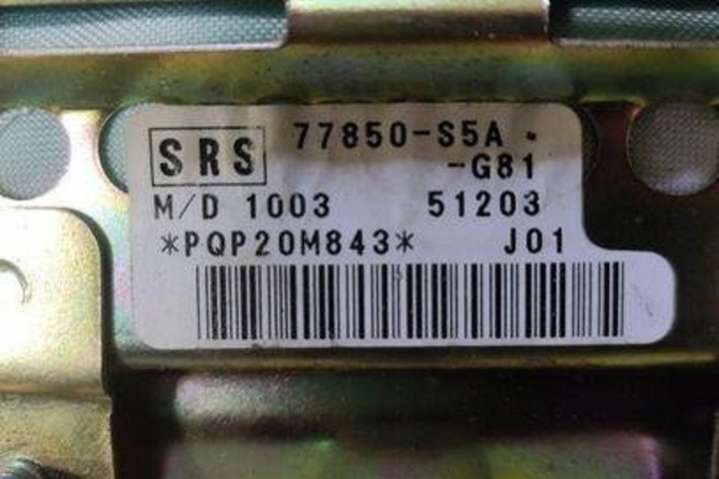 SRS 77850-S5A -
-G81
M/D 1003 51203
*PQP20M843* J01